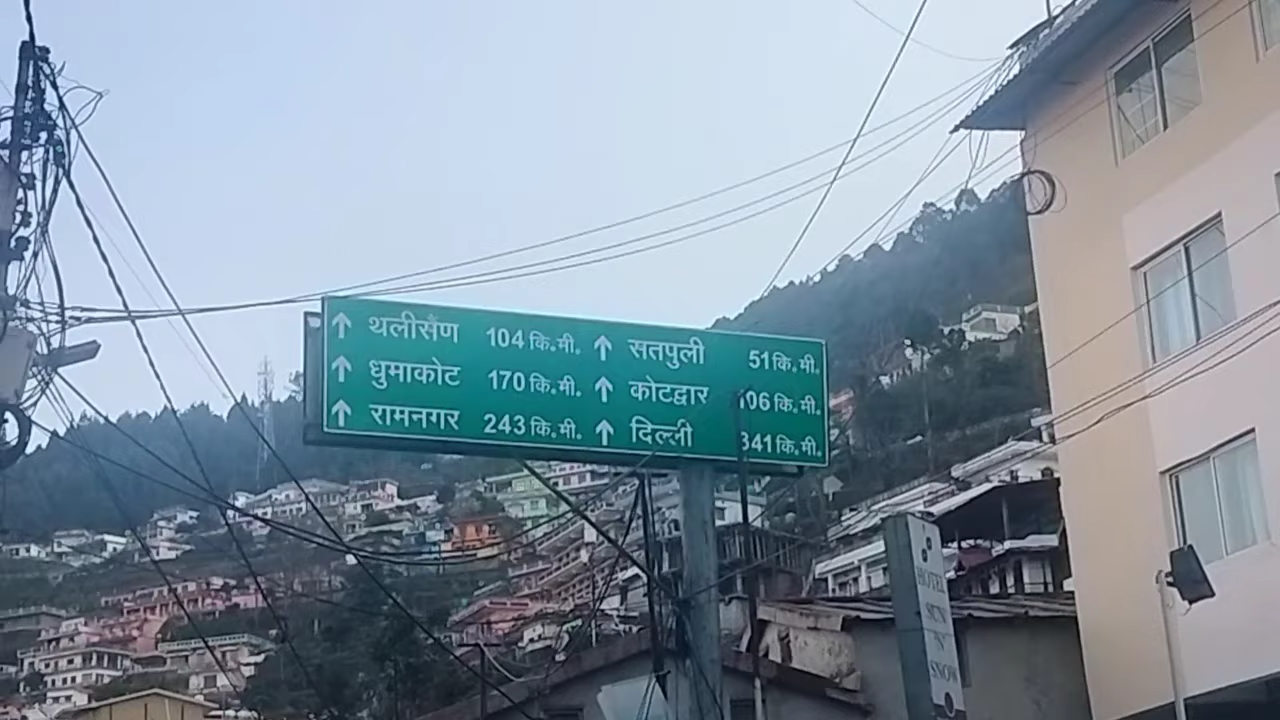 ↑ थलीसैंण 104 कि.मी. ↑ सतपुली 51 कि.मी.
↑ धुमाकोट 170 कि.मी. ↑ कोटद्वार 106 कि.मी.
↑ रामनगर 243 कि.मी. ↑ दिल्ली 341 कि.मी.
HOTEL
SUN
'N'
SNOW